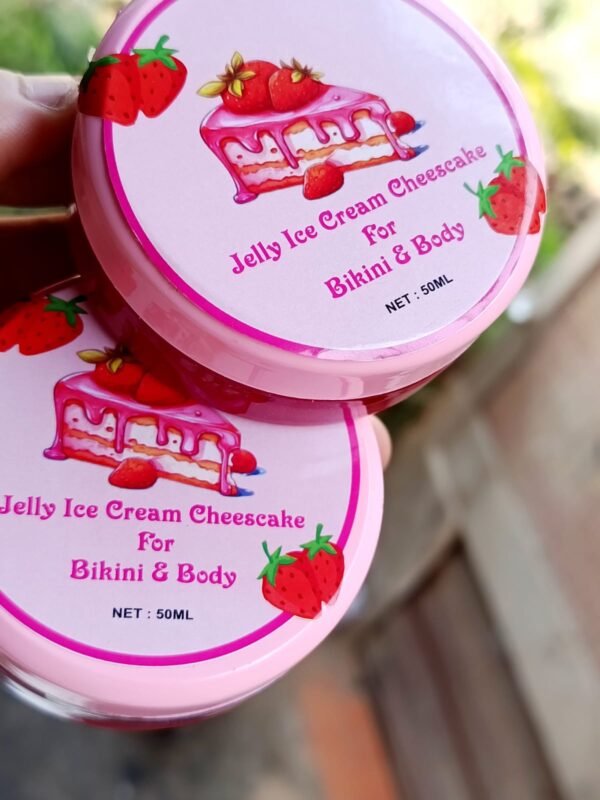 Jelly Ice Cream Cheescake
For
Bikini & Body
NET : 50ML
Jelly Ice Cream Cheescake
For
Bikini & Body
NET : 50ML